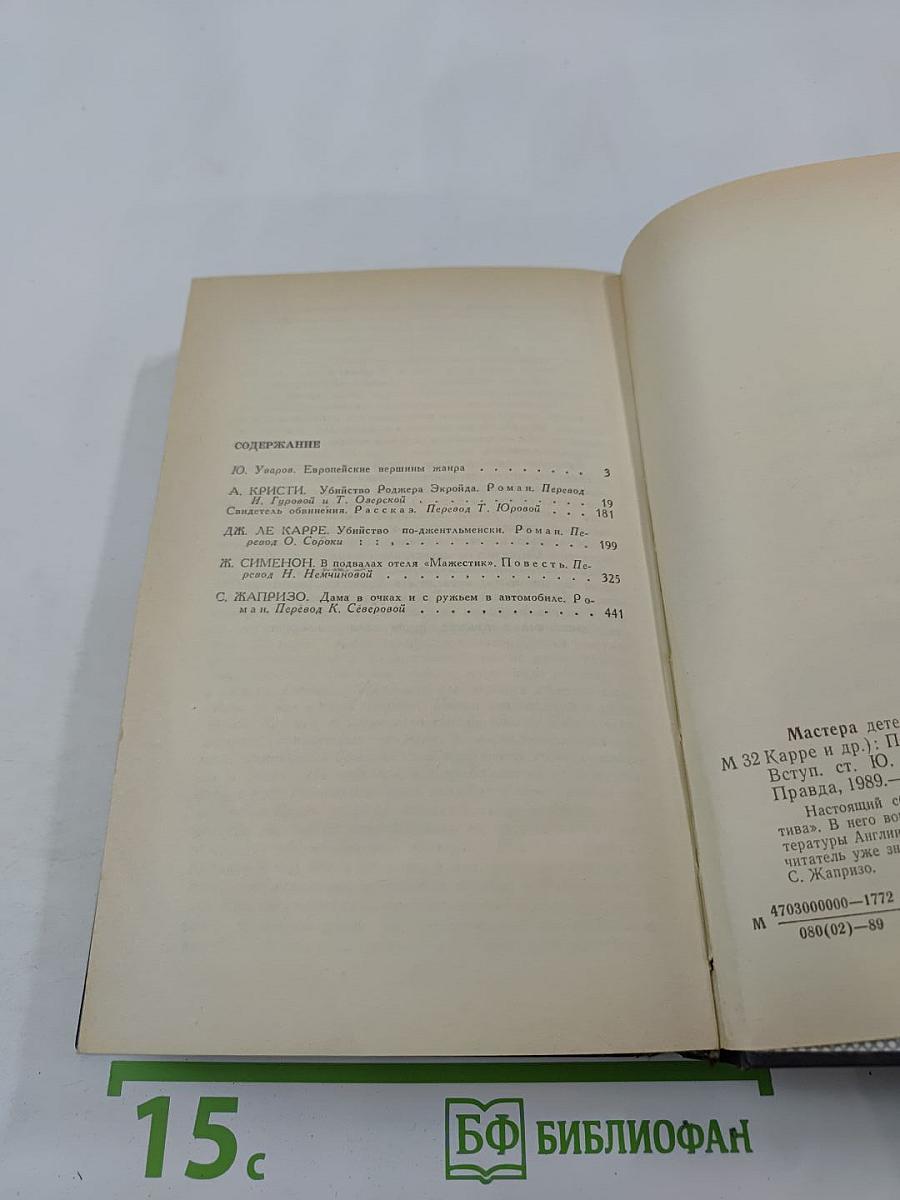 СОДЕРЖАНИЕ
Ю. Уваров. Европейские вершины жанра . . . . . . . . 3
А. КРИСТИ. Убийство Роджера Экройда. Роман. Перевод
Н. Гуровой и Т. Озерской . . . . . . . . . . . 19
Свидетель обвинения. Рассказ. Перевод Т. Юровой . . . 181
ДЖ. ЛЕ КАРРЕ. Убийство по-джентльменски. Роман. Пе-
ревод О. Сороки : : . . . . . . . . . . . . 199
Ж. СИМЕНОН. В подвалах отеля «Мажестик». Повесть. Пе-
ревод Н. Немчиновой . . . . . . . . . . . . . 325
С. ЖАПРИЗО. Дама в очках и с ружьем в автомобиле. Ро-
ман. Перевод К. Северовой . . . . . . . . . . . 441
Мастера дете
М 32 Карре и др.): П
Вступ. ст. Ю.
Правда, 1989.—
Настоящий сб
тива». В него во
тературы Англи
читатель уже зн
С. Жапризо.
М 4703000000—1772
080(02)—89
15 с
БФ БИБЛИОФАН